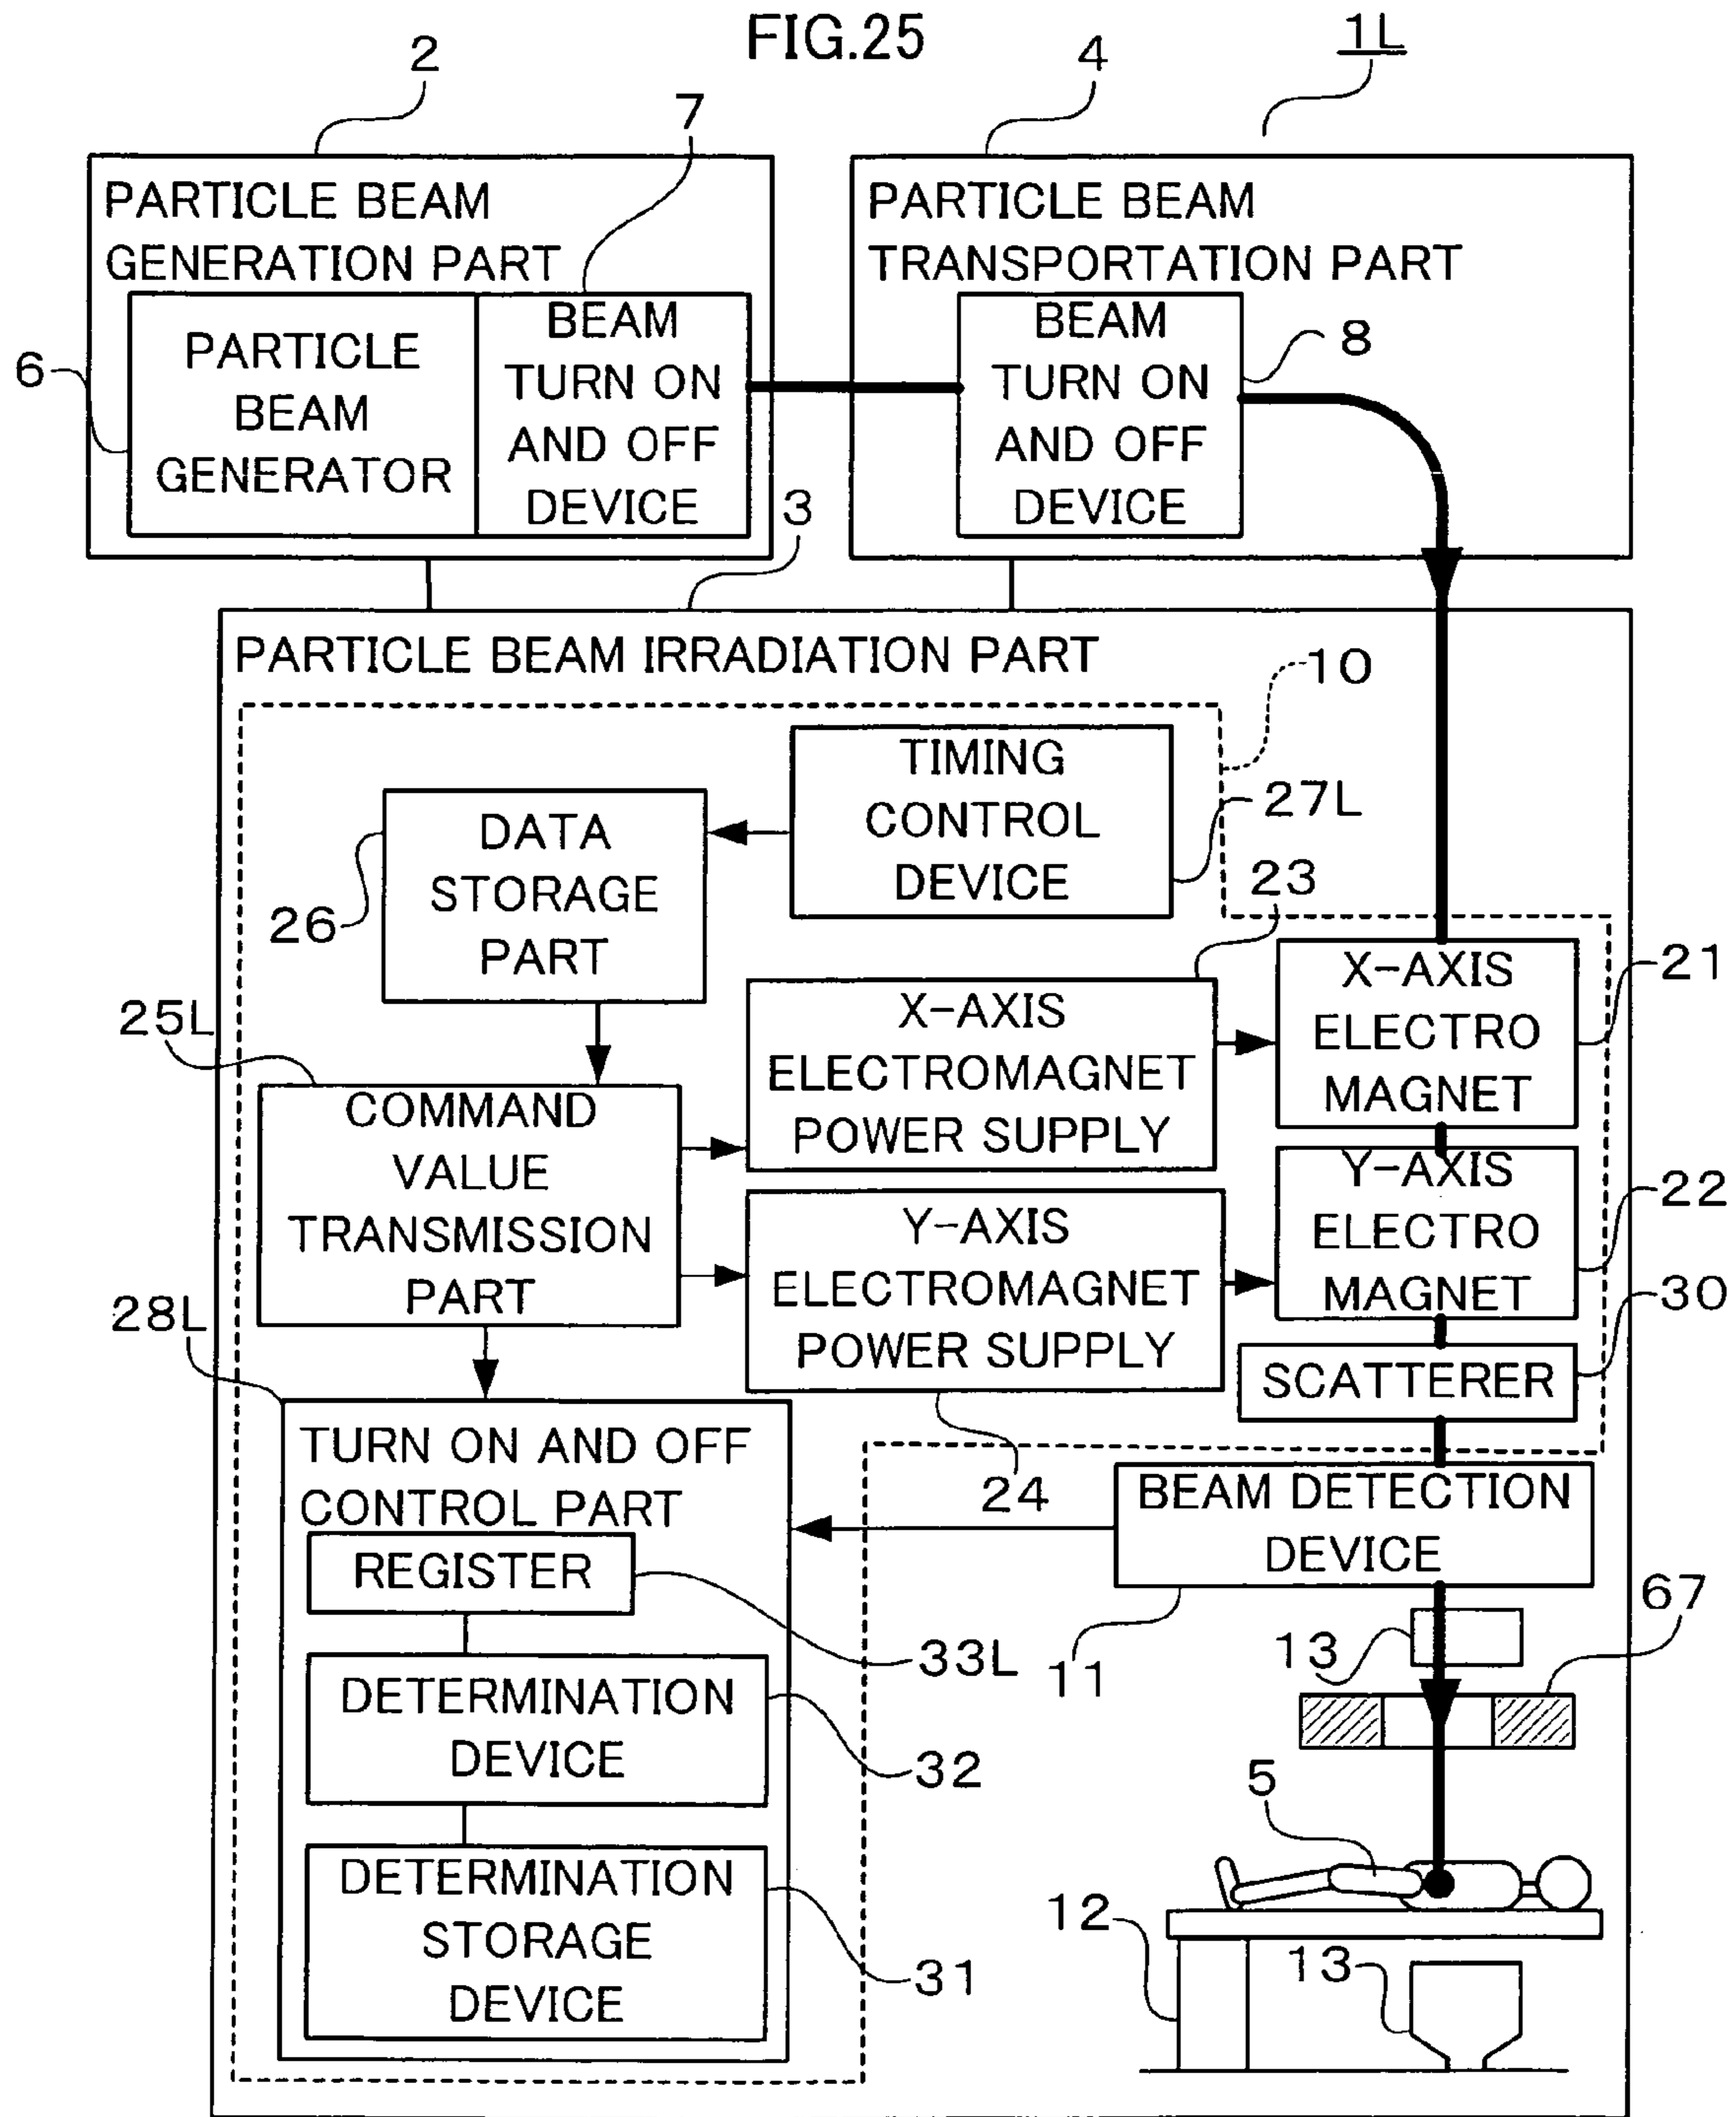 FIG.25
1L
2
4
7
PARTICLE BEAM
GENERATION PART
PARTICLE BEAM
TRANSPORTATION PART
6
PARTICLE
BEAM
GENERATOR
BEAM
TURN ON
AND OFF
DEVICE
BEAM
TURN ON
AND OFF
DEVICE
8
3
PARTICLE BEAM IRRADIATION PART
10
TIMING
CONTROL
DEVICE
27L
DATA
STORAGE
PART
26
23
25L
X-AXIS
ELECTROMAGNET
POWER SUPPLY
X-AXIS
ELECTRO
MAGNET
21
COMMAND
VALUE
TRANSMISSION
PART
Y-AXIS
ELECTROMAGNET
POWER SUPPLY
Y-AXIS
ELECTRO
MAGNET
22
28L
30
SCATTERER
24
TURN ON AND OFF
CONTROL PART
BEAM DETECTION
DEVICE
REGISTER
33L
11
13
67
DETERMINATION
DEVICE
32
5
DETERMINATION
STORAGE
DEVICE
31
12
13